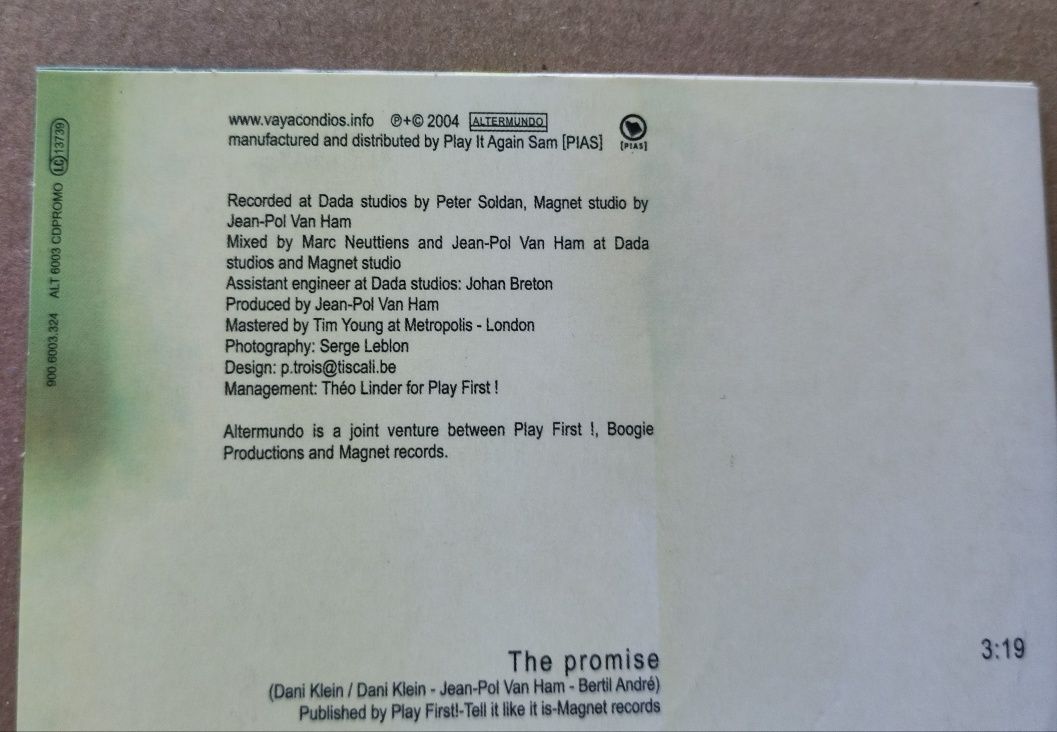 www.vayacondios.info ℗+© 2004 ALTERMUNDO
manufactured and distributed by Play It Again Sam [PIAS]
[PIAS]
Recorded at Dada studios by Peter Soldan, Magnet studio by
Jean-Pol Van Ham
Mixed by Marc Neuttiens and Jean-Pol Van Ham at Dada
studios and Magnet studio
Assistant engineer at Dada studios: Johan Breton
Produced by Jean-Pol Van Ham
Mastered by Tim Young at Metropolis - London
Photography: Serge Leblon
Design: p.trois@tiscali.be
Management: Théo Linder for Play First !
Altermundo is a joint venture between Play First !, Boogie
Productions and Magnet records.
The promise 3:19
(Dani Klein / Dani Klein - Jean-Pol Van Ham - Bertil André)
Published by Play First!-Tell it like it is-Magnet records
900.6003.324 ALT 6003 CDPROMO LC 13739